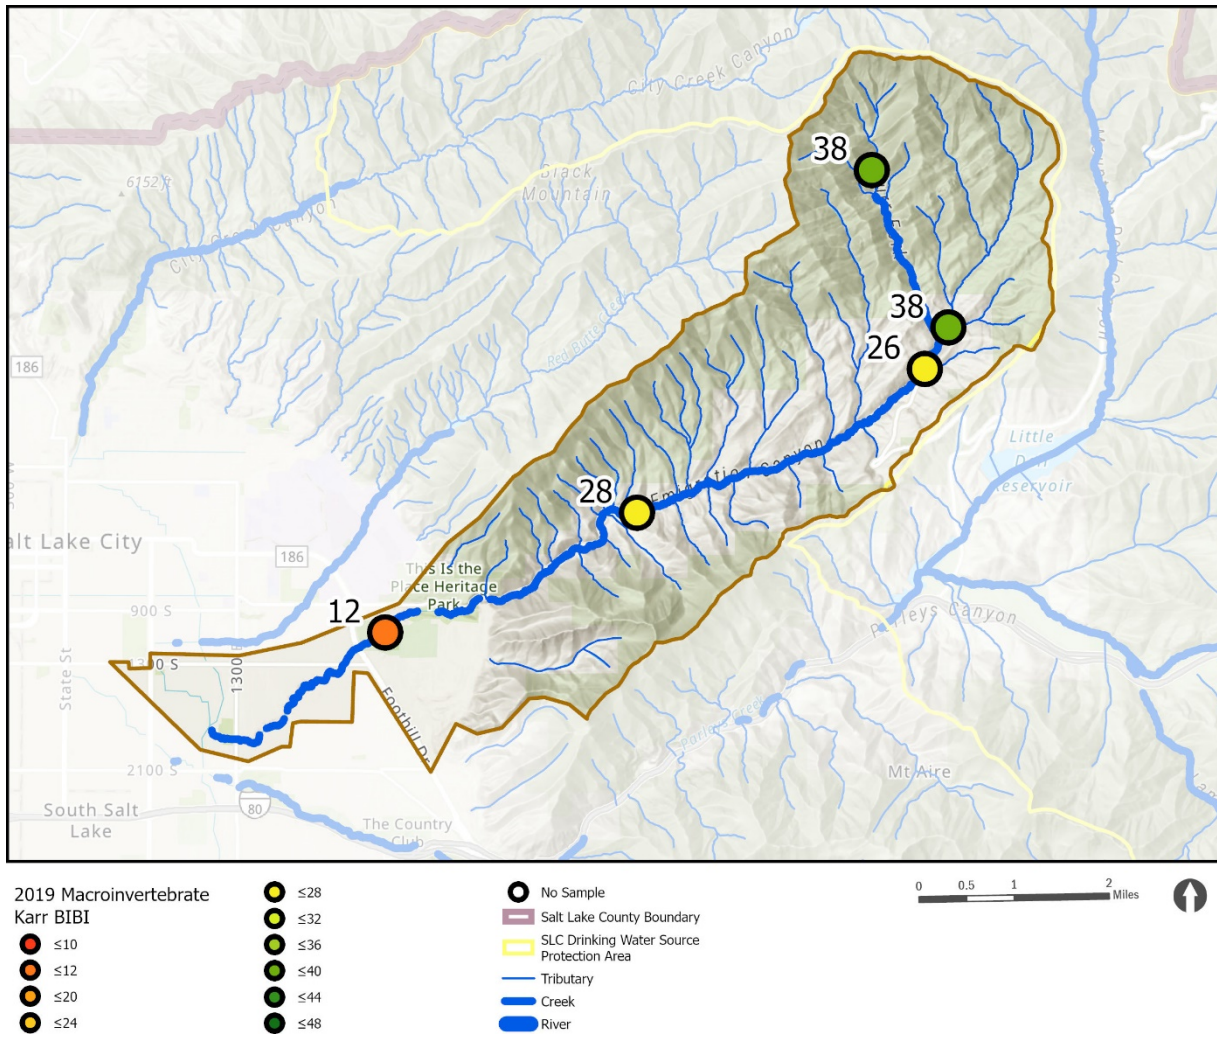 City Creek Canyon
38
6152 ft
Black
Mountain
City Creek Canyon
38
Red Butte Creek
26
186
Little
Dell
Reservoir
Emigration Canyon
28
alt Lake City
186
This Is the
Place Heritage
Park
900 S
12
Parleys Canyon
1300 S
1300 E
State St
Foothill Dr
Parleys Creek
2100 S
Mt Aire
South Salt
Lake
80
The Country
Club
2019 Macroinvertebrate
Karr BIBI
≤10
≤12
≤20
≤24
≤28
≤32
≤36
≤40
≤44
≤48
No Sample
Salt Lake County Boundary
SLC Drinking Water Source
Protection Area
Tributary
Creek
River
0 0.5 1 2
Miles